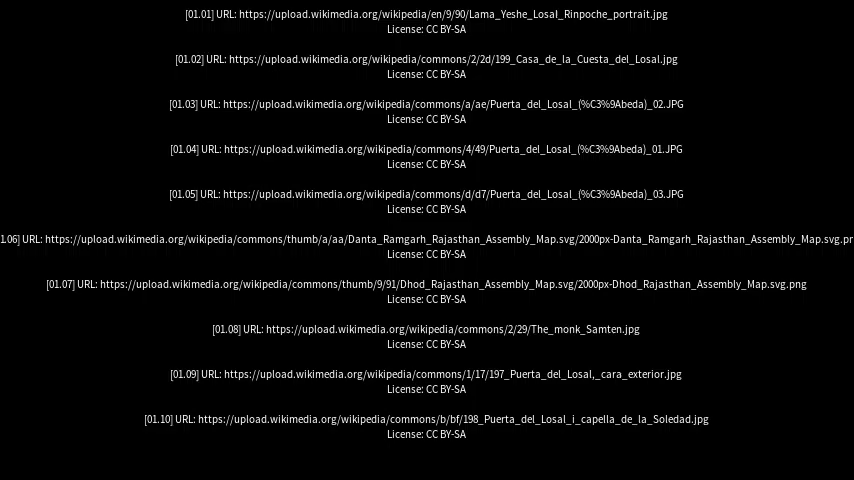 [01.01] URL: https://upload.wikimedia.org/wikipedia/en/9/90/Lama_Yeshe_Losal_Rinpoche_portrait.jpg
License: CC BY-SA
[01.02] URL: https://upload.wikimedia.org/wikipedia/commons/2/2d/199_Casa_de_la_Cuesta_del_Losal.jpg
License: CC BY-SA
[01.03] URL: https://upload.wikimedia.org/wikipedia/commons/a/ae/Puerta_del_Losal_(%C3%9Abeda)_02.JPG
License: CC BY-SA
[01.04] URL: https://upload.wikimedia.org/wikipedia/commons/4/49/Puerta_del_Losal_(%C3%9Abeda)_01.JPG
License: CC BY-SA
[01.05] URL: https://upload.wikimedia.org/wikipedia/commons/d/d7/Puerta_del_Losal_(%C3%9Abeda)_03.JPG
License: CC BY-SA
1.06] URL: https://upload.wikimedia.org/wikipedia/commons/thumb/a/aa/Danta_Ramgarh_Rajasthan_Assembly_Map.svg/2000px-Danta_Ramgarh_Rajasthan_Assembly_Map.svg.pr
License: CC BY-SA
[01.07] URL: https://upload.wikimedia.org/wikipedia/commons/thumb/9/91/Dhod_Rajasthan_Assembly_Map.svg/2000px-Dhod_Rajasthan_Assembly_Map.svg.png
License: CC BY-SA
[01.08] URL: https://upload.wikimedia.org/wikipedia/commons/2/29/The_monk_Samten.jpg
License: CC BY-SA
[01.09] URL: https://upload.wikimedia.org/wikipedia/commons/1/17/197_Puerta_del_Losal,_cara_exterior.jpg
License: CC BY-SA
[01.10] URL: https://upload.wikimedia.org/wikipedia/commons/b/bf/198_Puerta_del_Losal_i_capella_de_la_Soledad.jpg
License: CC BY-SA